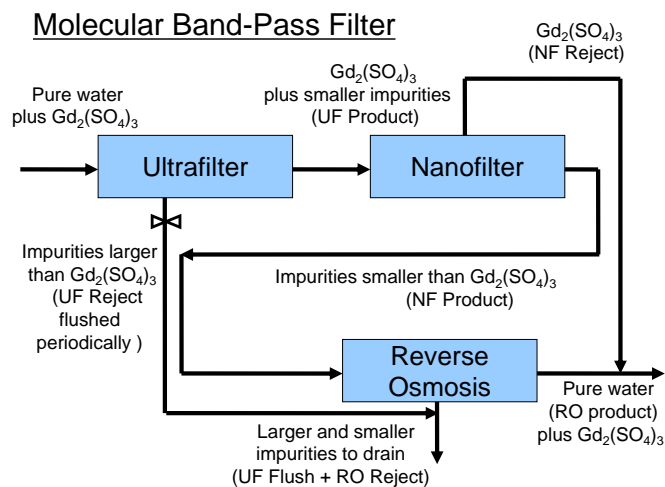 Molecular Band-Pass Filter
Gd₂(SO₄)₃
(NF Reject)
Gd₂(SO₄)₃
plus smaller impurities
(UF Product)
Pure water
plus Gd₂(SO₄)₃
Ultrafilter
Nanofilter
Impurities larger
than Gd₂(SO₄)₃
(UF Reject
flushed
periodically )
Impurities smaller than Gd₂(SO₄)₃
(NF Product)
Reverse
Osmosis
Pure water
(RO product)
plus Gd₂(SO₄)₃
Larger and smaller
impurities to drain
(UF Flush + RO Reject)